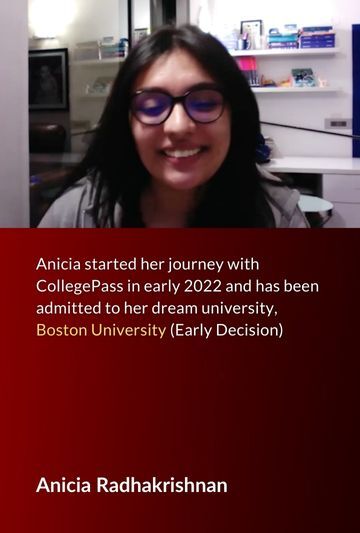 Anicia started her journey with
CollegePass in early 2022 and has been
admitted to her dream university,
Boston University (Early Decision)
Anicia Radhakrishnan